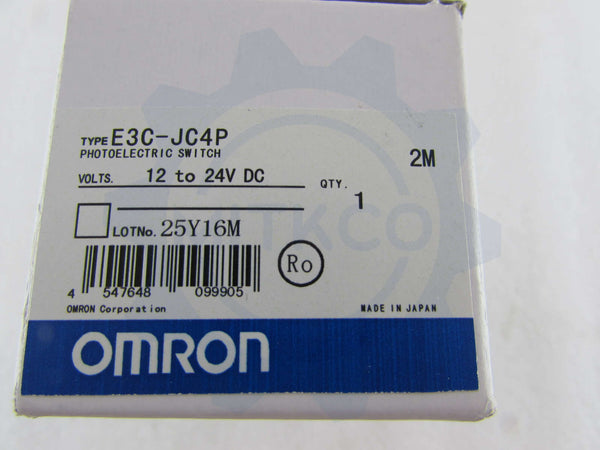 TYPE E3C-JC4P
PHOTOELECTRIC SWITCH
2M
VOLTS. 12 to 24V DC
QTY. 1
LOTNo. 25Y16M
Ro
4 547648 099905
OMRON Corporation
MADE IN JAPAN
OMRON